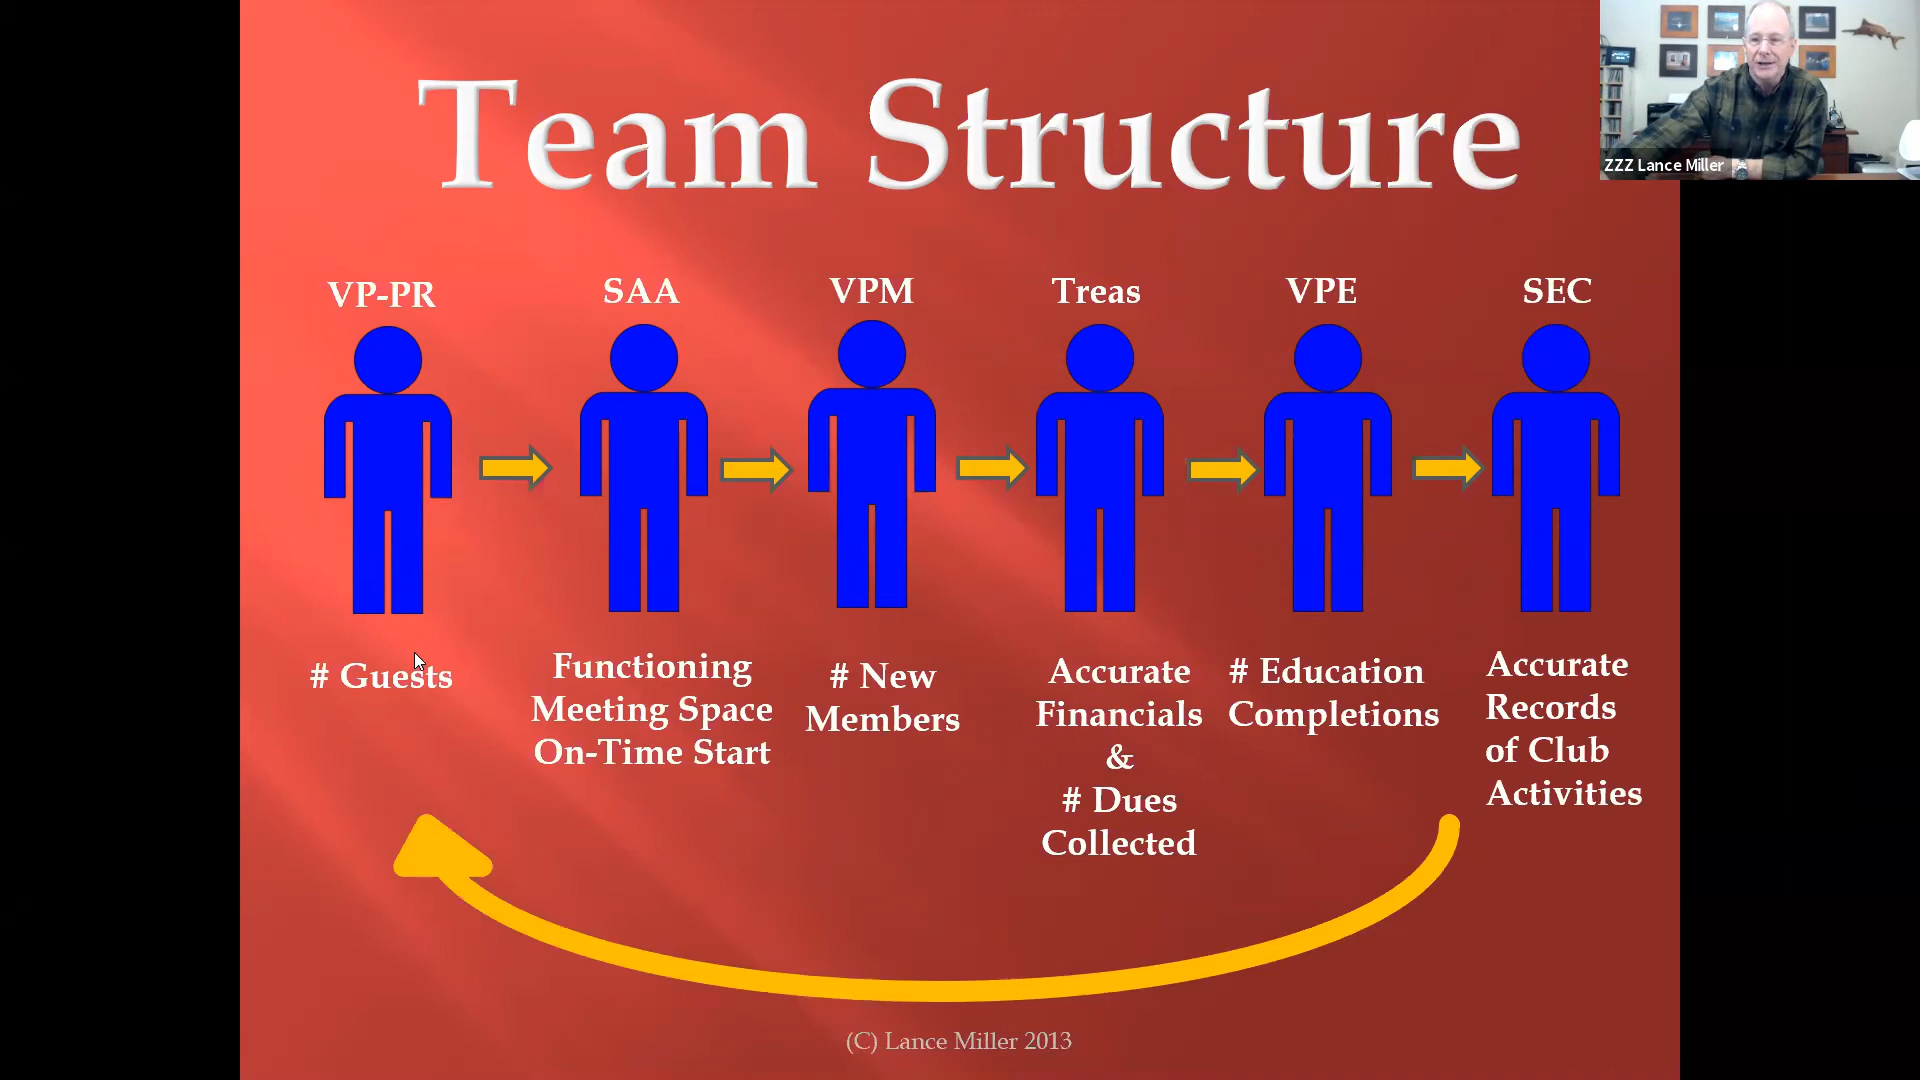 Team Structure
ZZZ Lance Miller
VP-PR
SAA
VPM
Treas
VPE
SEC
# Guests
Functioning
Meeting Space
On-Time Start
# New
Members
Accurate
Financials
&
# Dues
Collected
# Education
Completions
Accurate
Records
of Club
Activities
(C) Lance Miller 2013